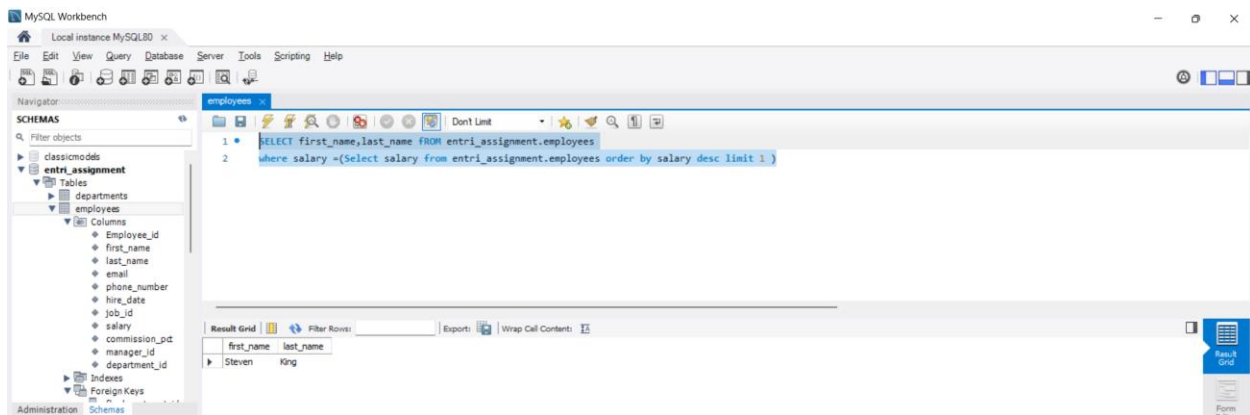 MySQL Workbench
Local instance MySQL80 ×
File Edit View Query Database Server Tools Scripting Help
Navigator
employees ×
SCHEMAS
Don't Limit
Filter objects
1 SELECT first_name,last_name fROM entri_assignment.employees
2 where salary =(Select salary from entri_assignment.employees order by salary desc limit 1 )
classicmodels
entri_assignment
Tables
departments
employees
Columns
Employee_id
first_name
last_name
email
phone_number
hire_date
job_id
salary
commission_pct
manager_id
department_id
Indexes
Foreign Keys
Administration Schemas
Result Grid Filter Rows: Export: Wrap Cell Content:
first_name last_name
Steven King
Result
Grid
Form